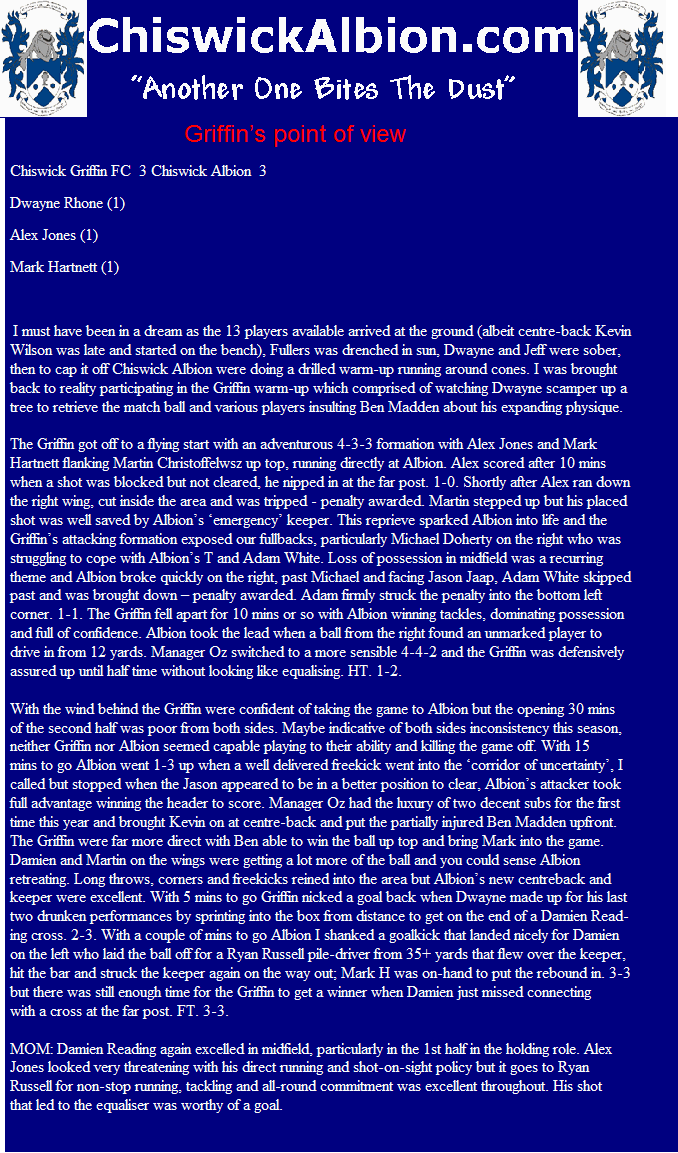 ChiswickAlbion.com
“Another One Bites The Dust”
Griffin’s point of view
Chiswick Griffin FC  3 Chiswick Albion  3
Dwayne Rhone (1)
Alex Jones (1)
Mark Hartnett (1)
I must have been in a dream as the 13 players available arrived at the ground (albeit centre-back Kevin
Wilson was late and started on the bench), Fullers was drenched in sun, Dwayne and Jeff were sober,
then to cap it off Chiswick Albion were doing a drilled warm-up running around cones. I was brought
back to reality participating in the Griffin warm-up which comprised of watching Dwayne scamper up a
tree to retrieve the match ball and various players insulting Ben Madden about his expanding physique.
The Griffin got off to a flying start with an adventurous 4-3-3 formation with Alex Jones and Mark
Hartnett flanking Martin Christoffelwsz up top, running directly at Albion. Alex scored after 10 mins
when a shot was blocked but not cleared, he nipped in at the far post. 1-0. Shortly after Alex ran down
the right wing, cut inside the area and was tripped - penalty awarded. Martin stepped up but his placed
shot was well saved by Albion’s ‘emergency’ keeper. This reprieve sparked Albion into life and the
Griffin’s attacking formation exposed our fullbacks, particularly Michael Doherty on the right who was
struggling to cope with Albion’s T and Adam White. Loss of possession in midfield was a recurring
theme and Albion broke quickly on the right, past Michael and facing Jason Jaap, Adam White skipped
past and was brought down – penalty awarded. Adam firmly struck the penalty into the bottom left
corner. 1-1. The Griffin fell apart for 10 mins or so with Albion winning tackles, dominating possession
and full of confidence. Albion took the lead when a ball from the right found an unmarked player to
drive in from 12 yards. Manager Oz switched to a more sensible 4-4-2 and the Griffin was defensively
assured up until half time without looking like equalising. HT. 1-2.
With the wind behind the Griffin were confident of taking the game to Albion but the opening 30 mins
of the second half was poor from both sides. Maybe indicative of both sides inconsistency this season,
neither Griffin nor Albion seemed capable playing to their ability and killing the game off. With 15
mins to go Albion went 1-3 up when a well delivered freekick went into the ‘corridor of uncertainty’, I
called but stopped when the Jason appeared to be in a better position to clear, Albion’s attacker took
full advantage winning the header to score. Manager Oz had the luxury of two decent subs for the first
time this year and brought Kevin on at centre-back and put the partially injured Ben Madden upfront.
The Griffin were far more direct with Ben able to win the ball up top and bring Mark into the game.
Damien and Martin on the wings were getting a lot more of the ball and you could sense Albion
retreating. Long throws, corners and freekicks reined into the area but Albion’s new centreback and
keeper were excellent. With 5 mins to go Griffin nicked a goal back when Dwayne made up for his last
two drunken performances by sprinting into the box from distance to get on the end of a Damien Read-
ing cross. 2-3. With a couple of mins to go Albion I shanked a goalkick that landed nicely for Damien
on the left who laid the ball off for a Ryan Russell pile-driver from 35+ yards that flew over the keeper,
hit the bar and struck the keeper again on the way out; Mark H was on-hand to put the rebound in. 3-3
but there was still enough time for the Griffin to get a winner when Damien just missed connecting
with a cross at the far post. FT. 3-3.
MOM: Damien Reading again excelled in midfield, particularly in the 1st half in the holding role. Alex
Jones looked very threatening with his direct running and shot-on-sight policy but it goes to Ryan
Russell for non-stop running, tackling and all-round commitment was excellent throughout. His shot
that led to the equaliser was worthy of a goal.